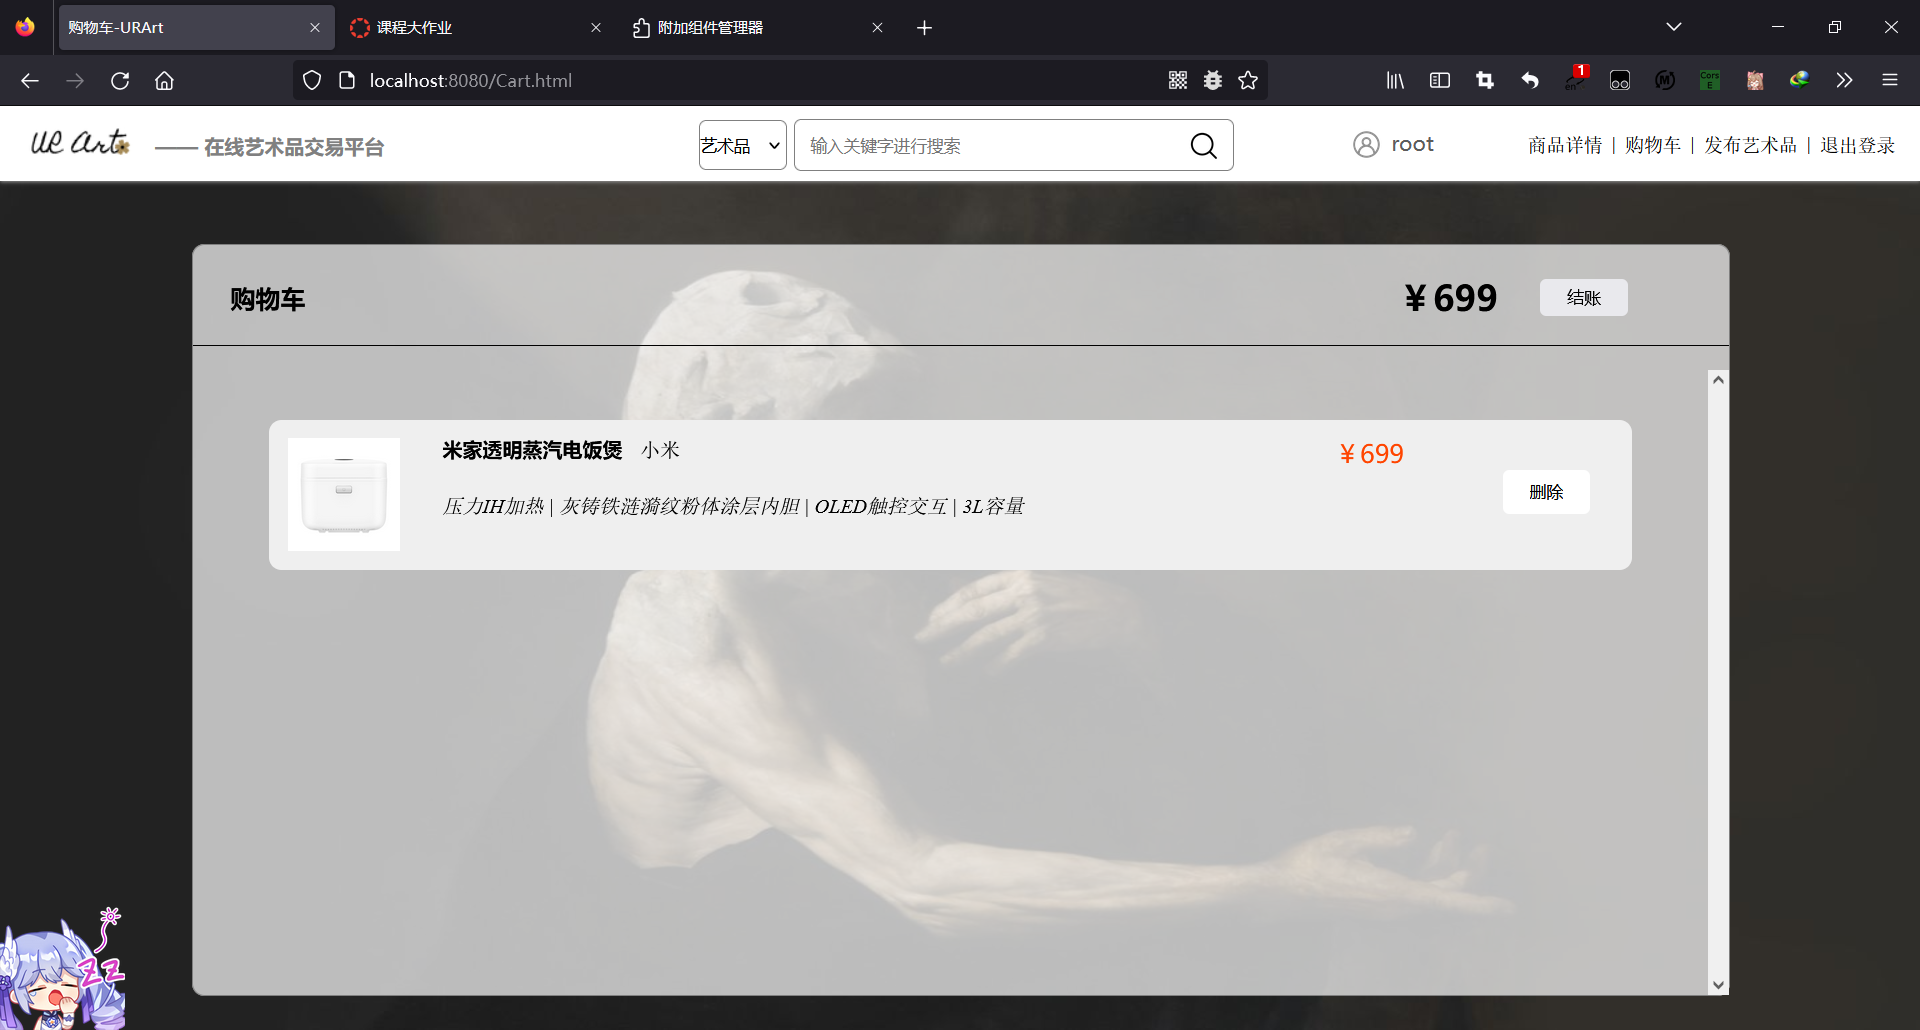 购物车-URArt
课程大作业
附加组件管理器
localhost:8080/Cart.html
1
en
Cors
E
UR Art
—— 在线艺术品交易平台
艺术品
输入关键字进行搜索
root
商品详情 | 购物车 | 发布艺术品 | 退出登录
购物车
¥ 699
结账
米家透明蒸汽电饭煲 小米
¥ 699
压力IH加热 | 灰铸铁涟漪纹粉体涂层内胆 | OLED触控交互 | 3L容量
删除
ZZ